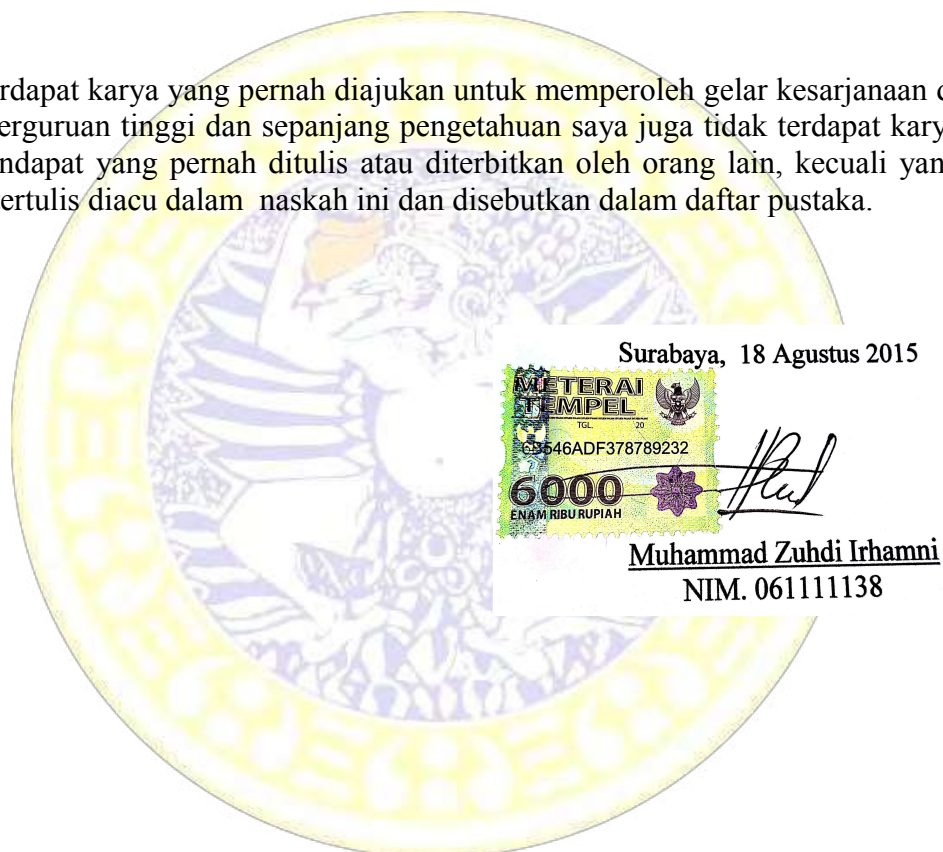 rdapat karya yang pernah diajukan untuk memperoleh gelar kesarjanaan
erguruan tinggi dan sepanjang pengetahuan saya juga tidak terdapat kary
ndapat yang pernah ditulis atau diterbitkan oleh orang lain, kecuali yan
ertulis diacu dalam naskah ini dan disebutkan dalam daftar pustaka.
Surabaya, 18 Agustus 2015
METERAI
TEMPEL
TGL. 20
546ADF378789232
6000
ENAM RIBU RUPIAH
Muhammad Zuhdi Irhamni
NIM. 061111138